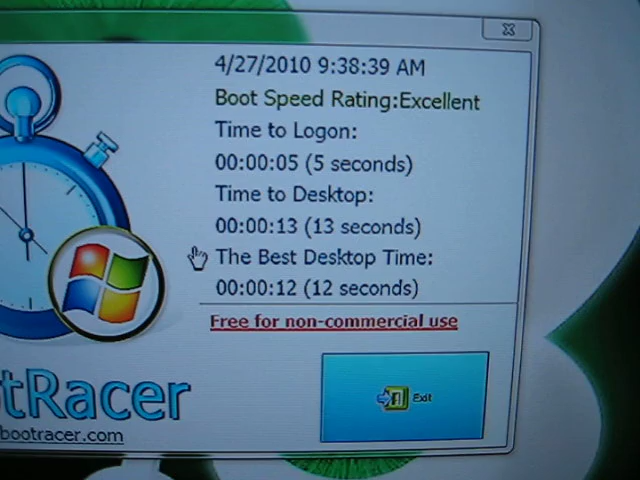 4/27/2010 9:38:39 AM
Boot Speed Rating:Excellent
Time to Logon:
00:00:05 (5 seconds)
Time to Desktop:
00:00:13 (13 seconds)
The Best Desktop Time:
00:00:12 (12 seconds)
Free for non-commercial use
tRacer
bootracer.com
Exit